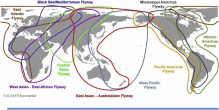 Black Sea/Mediterranean Flyway
Mississippi Americas
Flyway
East
Atlantic
Flyway
Atlantic Americas
Flyway
Central
Asian
Flyway
Pacific Americas
Flyway
West Pacific
Flyway
West Asian - East African Flyway
East Asian - Australasian Flyway